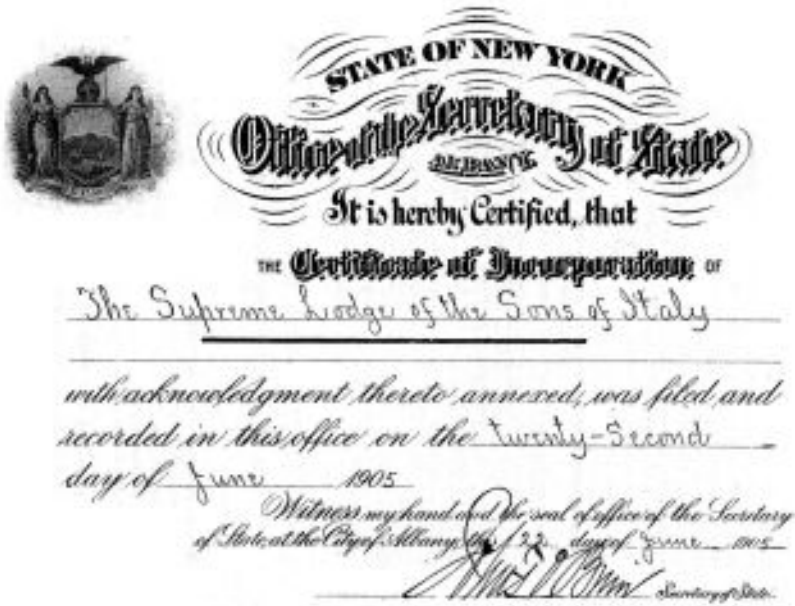 STATE OF NEW YORK
Office of the Secretary of State
ALBANY
It is hereby Certified, that
THE Certificate of Incorporation OF
The Supreme Lodge of the Sons of Italy
with acknowledgment thereto annexed, was filed and
recorded in this office on the twenty-Second
day of June 1905
Witness my hand and the seal of office of the Secretary
of State, at the City of Albany, this 22 day of June 1905
Secretary of State.